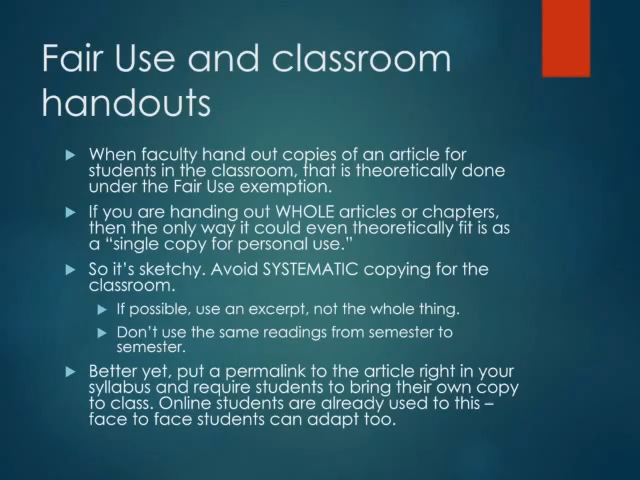 Fair Use and classroom
handouts
When faculty hand out copies of an article for
students in the classroom, that is theoretically done
under the Fair Use exemption.
If you are handing out WHOLE articles or chapters,
then the only way it could even theoretically fit is as
a “single copy for personal use.”
So it’s sketchy. Avoid SYSTEMATIC copying for the
classroom.
If possible, use an excerpt, not the whole thing.
Don’t use the same readings from semester to
semester.
Better yet, put a permalink to the article right in your
syllabus and require students to bring their own copy
to class. Online students are already used to this –
face to face students can adapt too.